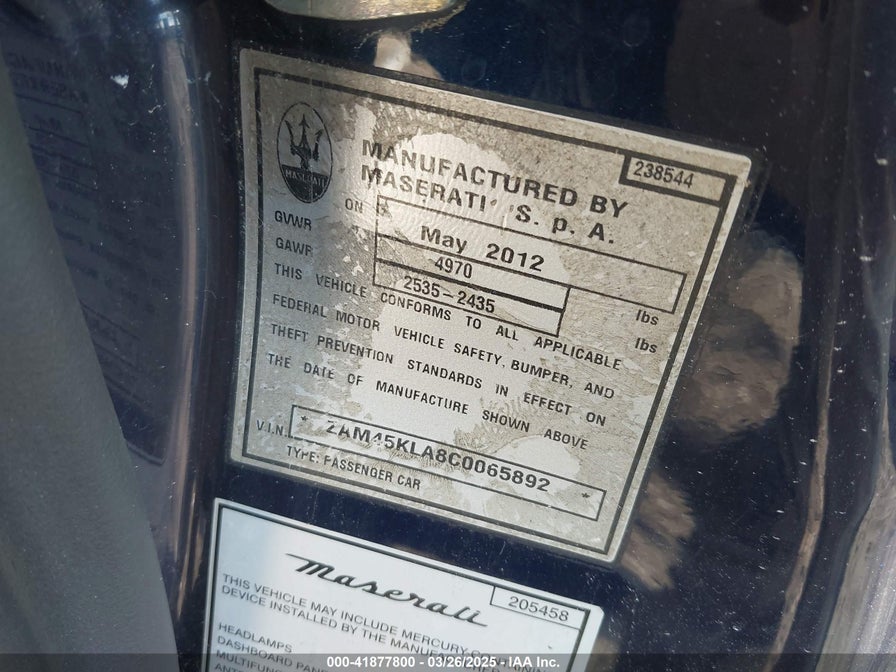 238544
MASERATI
MANUFACTURED BY
MASERATI S. p. A.
ON May 2012
GVWR 4970 lbs
GAWR 2535-2435 lbs
THIS VEHICLE CONFORMS TO ALL APPLICABLE
FEDERAL MOTOR VEHICLE SAFETY, BUMPER, AND
THEFT PREVENTION STANDARDS IN EFFECT ON
THE DATE OF MANUFACTURE SHOWN ABOVE
V.I.N. * ZAM45KLA8C0065892 *
TYPE: PASSENGER CAR
Maserati
205458
THIS VEHICLE MAY INCLUDE MERCURY-
DEVICE INSTALLED BY THE
HEADLAMPS
DASHBOARD
000-41877800 - 03/26/2025 - IAA Inc.